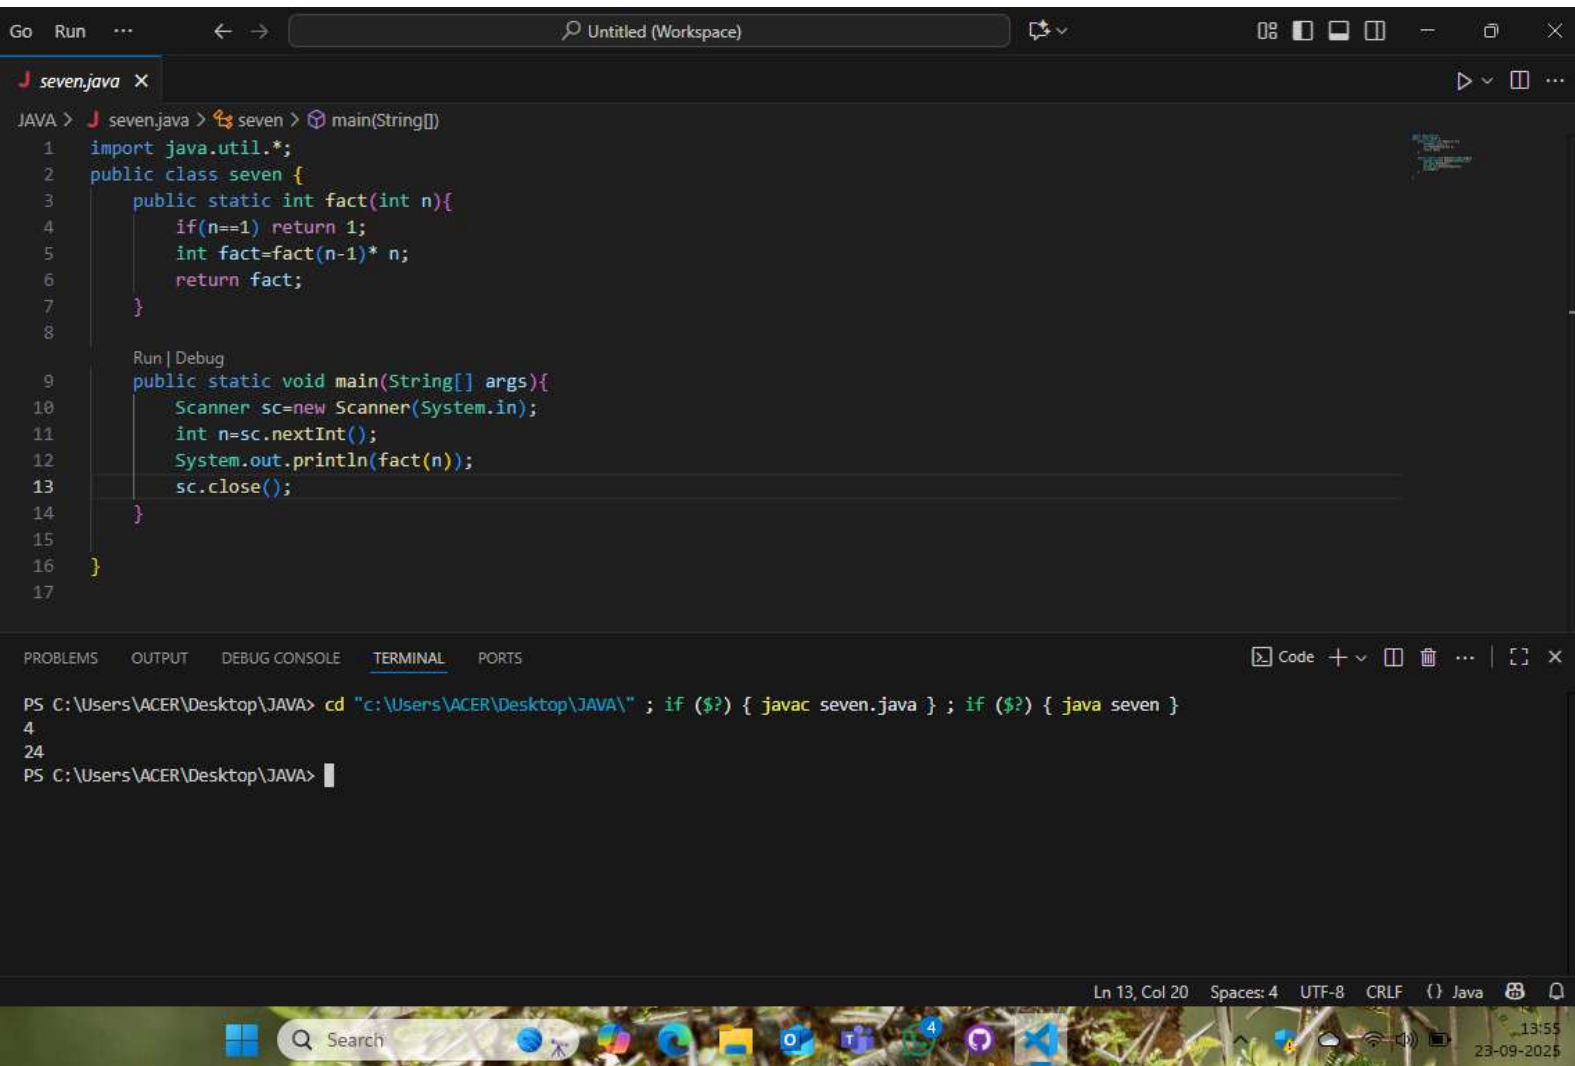 Go Run ··· Untitled (Workspace)
J seven.java
JAVA > J seven.java > seven > main(String[])
1 import java.util.*;
2 public class seven {
3 public static int fact(int n){
4 if(n==1) return 1;
5 int fact=fact(n-1)* n;
6 return fact;
7 }
8
Run | Debug
9 public static void main(String[] args){
10 Scanner sc=new Scanner(System.in);
11 int n=sc.nextInt();
12 System.out.println(fact(n));
13 sc.close();
14 }
15
16 }
17
PROBLEMS OUTPUT DEBUG CONSOLE TERMINAL PORTS Code
PS C:\Users\ACER\Desktop\JAVA> cd "c:\Users\ACER\Desktop\JAVA\" ; if ($?) { javac seven.java } ; if ($?) { java seven }
4
24
PS C:\Users\ACER\Desktop\JAVA>
Ln 13, Col 20 Spaces: 4 UTF-8 CRLF {} Java
Search 4 13:55
23-09-2025